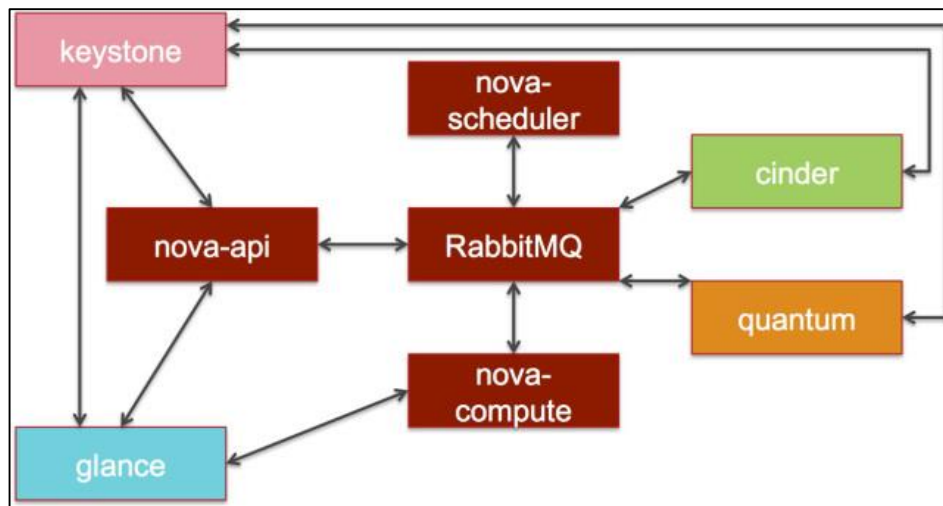 keystone
nova-
scheduler
cinder
nova-api
RabbitMQ
quantum
nova-
compute
glance